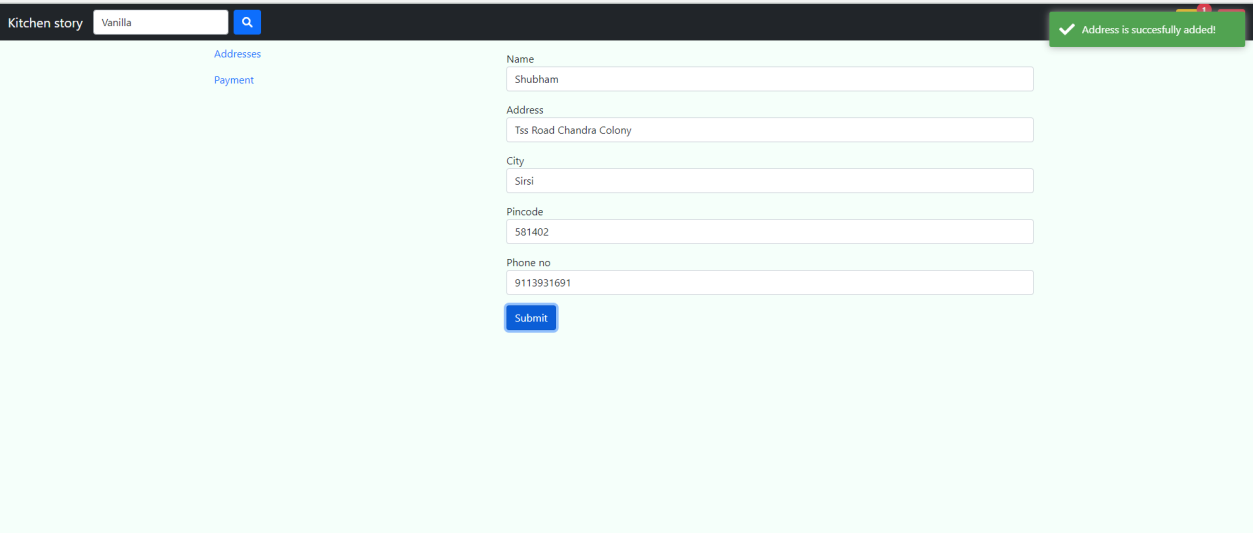 Kitchen story
Vanilla
1
Address is succesfully added!
Addresses
Payment
Name
Shubham
Address
Tss Road Chandra Colony
City
Sirsi
Pincode
581402
Phone no
9113931691
Submit